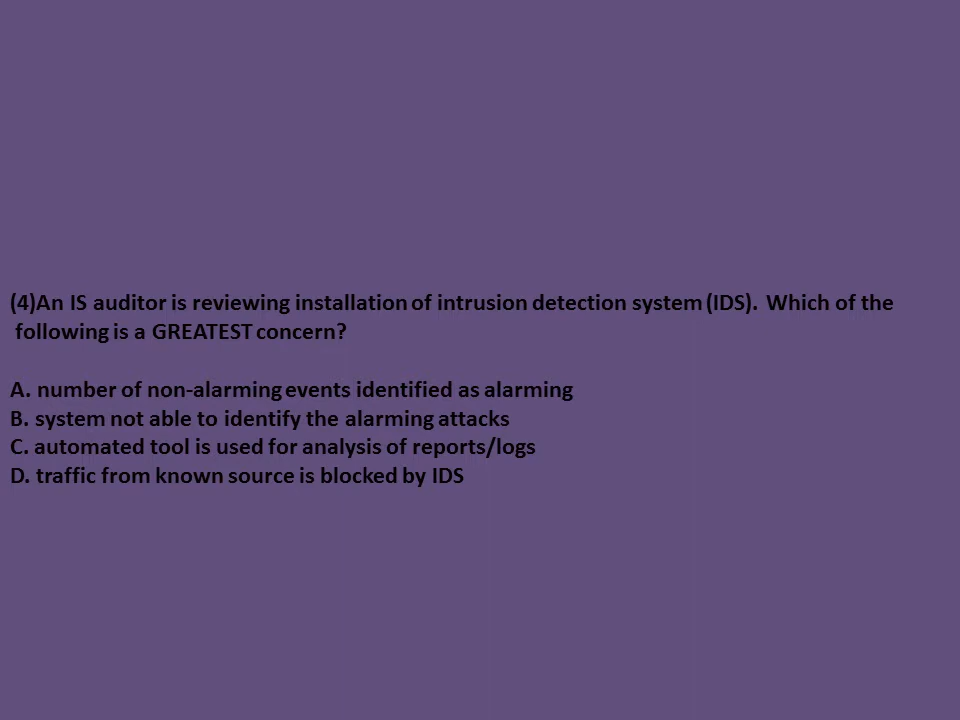 (4)An IS auditor is reviewing installation of intrusion detection system (IDS). Which of the
following is a GREATEST concern?
A. number of non-alarming events identified as alarming
B. system not able to identify the alarming attacks
C. automated tool is used for analysis of reports/logs
D. traffic from known source is blocked by IDS